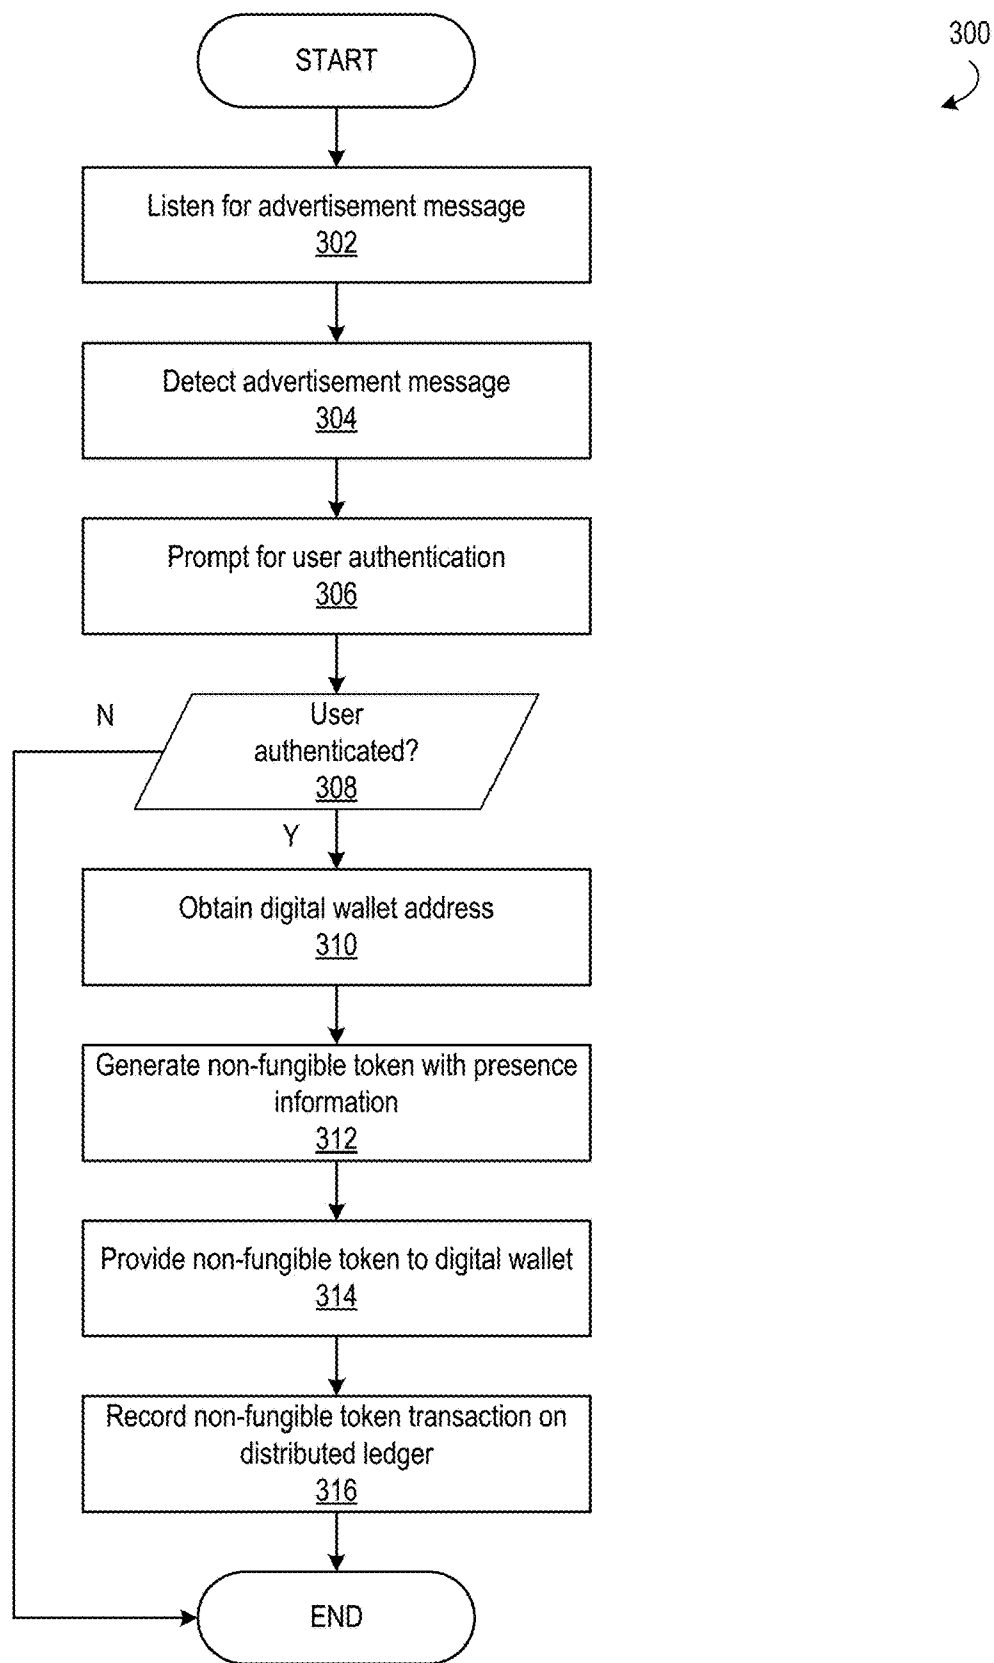 START
300
Listen for advertisement message
302
Detect advertisement message
304
Prompt for user authentication
306
N
User
authenticated?
308
Y
Obtain digital wallet address
310
Generate non-fungible token with presence
information
312
Provide non-fungible token to digital wallet
314
Record non-fungible token transaction on
distributed ledger
316
END